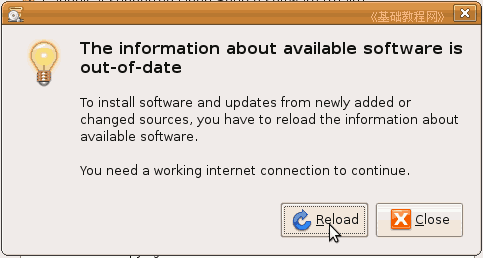 《基础教程网》
The information about available software is
out-of-date
To install software and updates from newly added or
changed sources, you have to reload the information about
available software.
You need a working internet connection to continue.
Reload
Close